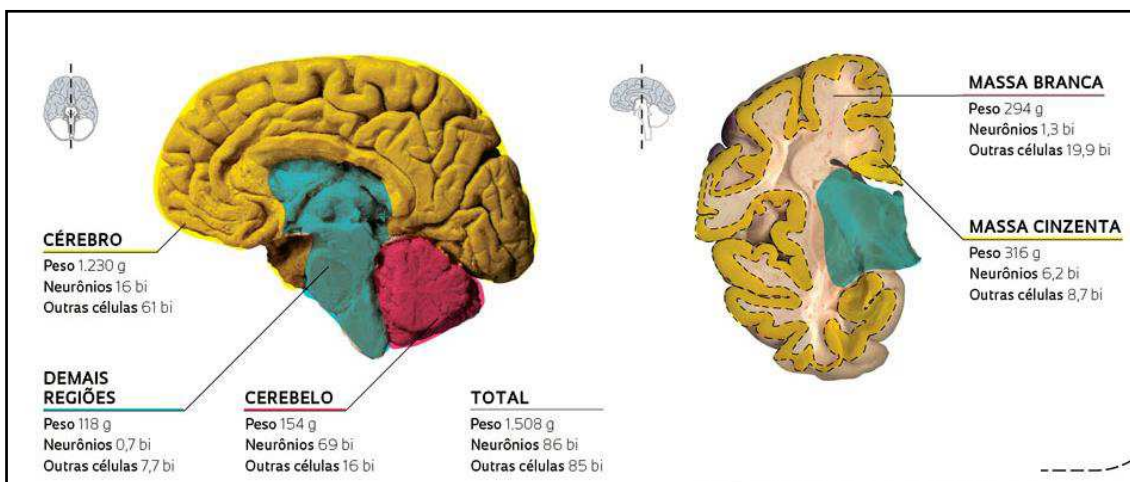 CÉREBRO
Peso 1.230 g
Neurônios 16 bi
Outras células 61 bi
DEMAIS
REGIÕES
Peso 118 g
Neurônios 0,7 bi
Outras células 7,7 bi
CEREBELO
Peso 154 g
Neurônios 69 bi
Outras células 16 bi
TOTAL
Peso 1.508 g
Neurônios 86 bi
Outras células 85 bi
MASSA BRANCA
Peso 294 g
Neurônios 1,3 bi
Outras células 19,9 bi
MASSA CINZENTA
Peso 316 g
Neurônios 6,2 bi
Outras células 8,7 bi